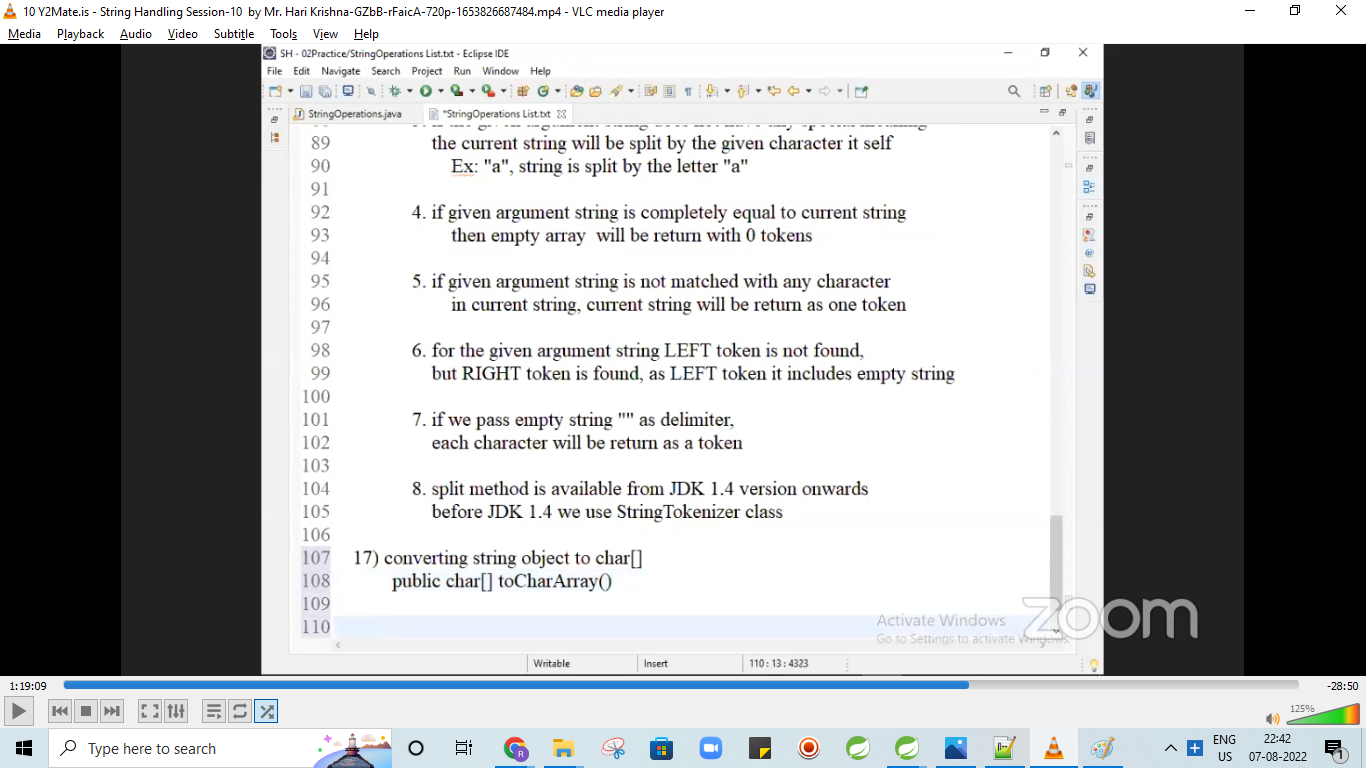 10 Y2Mate.is - String Handling Session-10 by Mr. Hari Krishna-GZbB-rFaicA-720p-1653826687484.mp4 - VLC media player
Media Playback Audio Video Subtitle Tools View Help
SH - 02Practice/StringOperations List.txt - Eclipse IDE
File Edit Navigate Search Project Run Window Help
StringOperations.java *StringOperations List.txt
89 the current string will be split by the given character it self
90 Ex: "a", string is split by the letter "a"
91
92 4. if given argument string is completely equal to current string
93 then empty array will be return with 0 tokens
94
95 5. if given argument string is not matched with any character
96 in current string, current string will be return as one token
97
98 6. for the given argument string LEFT token is not found,
99 but RIGHT token is found, as LEFT token it includes empty string
100
101 7. if we pass empty string "" as delimiter,
102 each character will be return as a token
103
104 8. split method is available from JDK 1.4 version onwards
105 before JDK 1.4 we use StringTokenizer class
106
107 17) converting string object to char[]
108 public char[] toCharArray()
109
110
Activate Windows
Go to Settings to activate Windows.
zoom
Writable Insert 110 : 13 : 4323
1:19:09 -28:50
125%
Type here to search
ENG 22:42
US 07-08-2022
1